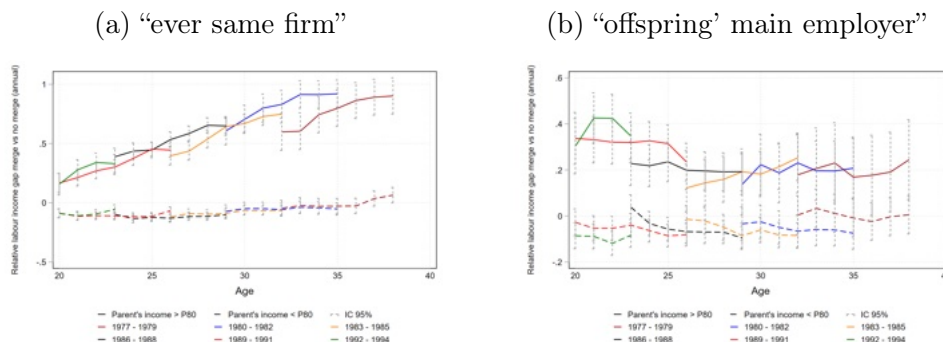 (a) “ever same firm”
(b) “offspring’ main employer”
Relative labour income gap merge vs no merge (annual)
1
.5
0
-.5
20 25 30 35 40
Age
Parent's income > P80 Parent's income < P80 IC 95%
1977 - 1979 1980 - 1982 1983 - 1985
1986 - 1988 1989 - 1991 1992 - 1994
Relative labour income gap merge vs no merge (annual)
.6
.4
.2
0
-.2
20 25 30 35 40
Age
Parent's income > P80 Parent's income < P80 IC 95%
1977 - 1979 1980 - 1982 1983 - 1985
1986 - 1988 1989 - 1991 1992 - 1994